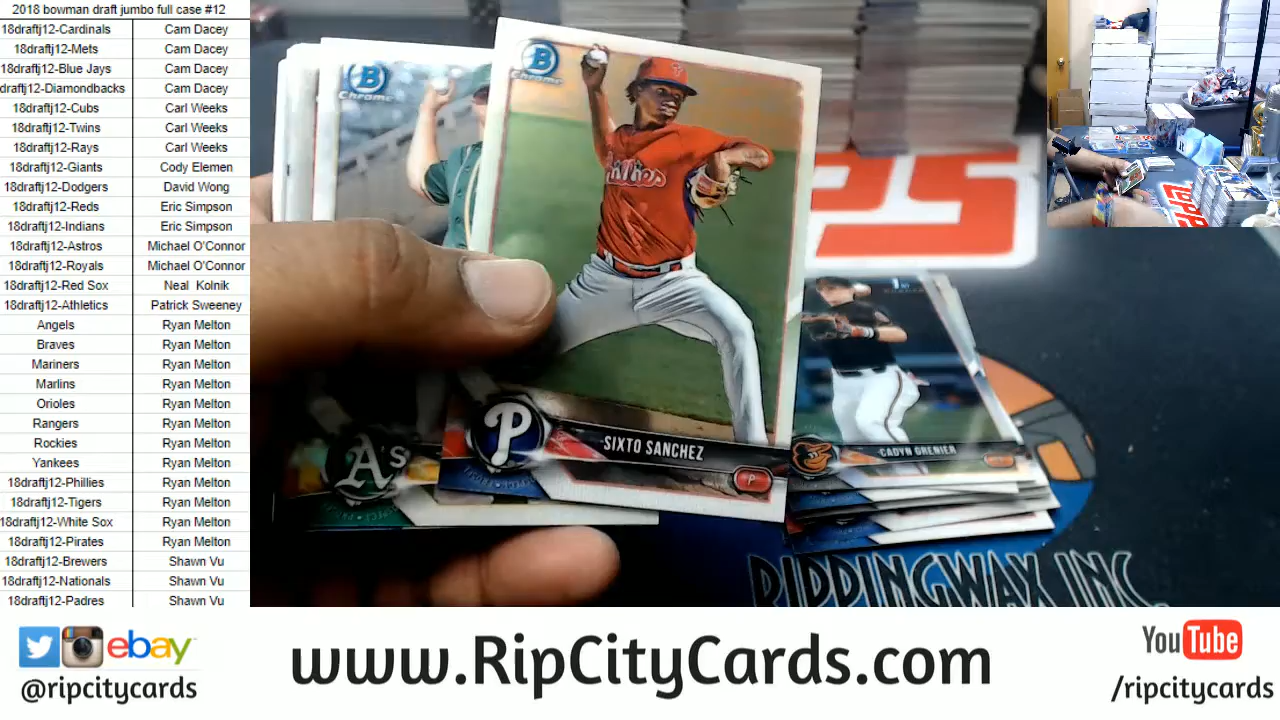 2018 bowman draft jumbo full case #12
18draftj12-Cardinals Cam Dacey
18draftj12-Mets Cam Dacey
18draftj12-Blue Jays Cam Dacey
draftj12-Diamondbacks Cam Dacey
18draftj12-Cubs Carl Weeks
18draftj12-Twins Carl Weeks
18draftj12-Rays Carl Weeks
18draftj12-Giants Cody Elemen
18draftj12-Dodgers David Wong
18draftj12-Reds Eric Simpson
18draftj12-Indians Eric Simpson
18draftj12-Astros Michael O'Connor
18draftj12-Royals Michael O'Connor
18draftj12-Red Sox Neal Kolnik
18draftj12-Athletics Patrick Sweeney
Angels Ryan Melton
Braves Ryan Melton
Mariners Ryan Melton
Marlins Ryan Melton
Orioles Ryan Melton
Rangers Ryan Melton
Rockies Ryan Melton
Yankees Ryan Melton
18draftj12-Phillies Ryan Melton
18draftj12-Tigers Ryan Melton
18draftj12-White Sox Ryan Melton
18draftj12-Pirates Ryan Melton
18draftj12-Brewers Shawn Vu
18draftj12-Nationals Shawn Vu
18draftj12-Padres Shawn Vu
B
Chrome
B
Chrome
Phillies
P
SIXTO SANCHEZ
P
A's
CADYN GRENIER
RIPPINGWAX INC.
topps
ebay
@ripcitycards
www.RipCityCards.com
YouTube
/ripcitycards